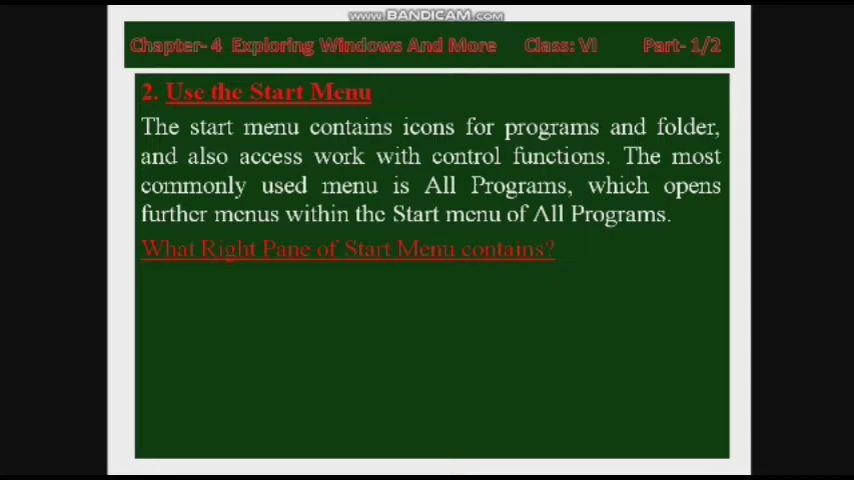 www.BANDICAM.com
Chapter- 4 Exploring Windows And More Class: VI Part- 1/2
2. Use the Start Menu
The start menu contains icons for programs and folder,
and also access work with control functions. The most
commonly used menu is All Programs, which opens
further menus within the Start menu of All Programs.
What Right Pane of Start Menu contains?